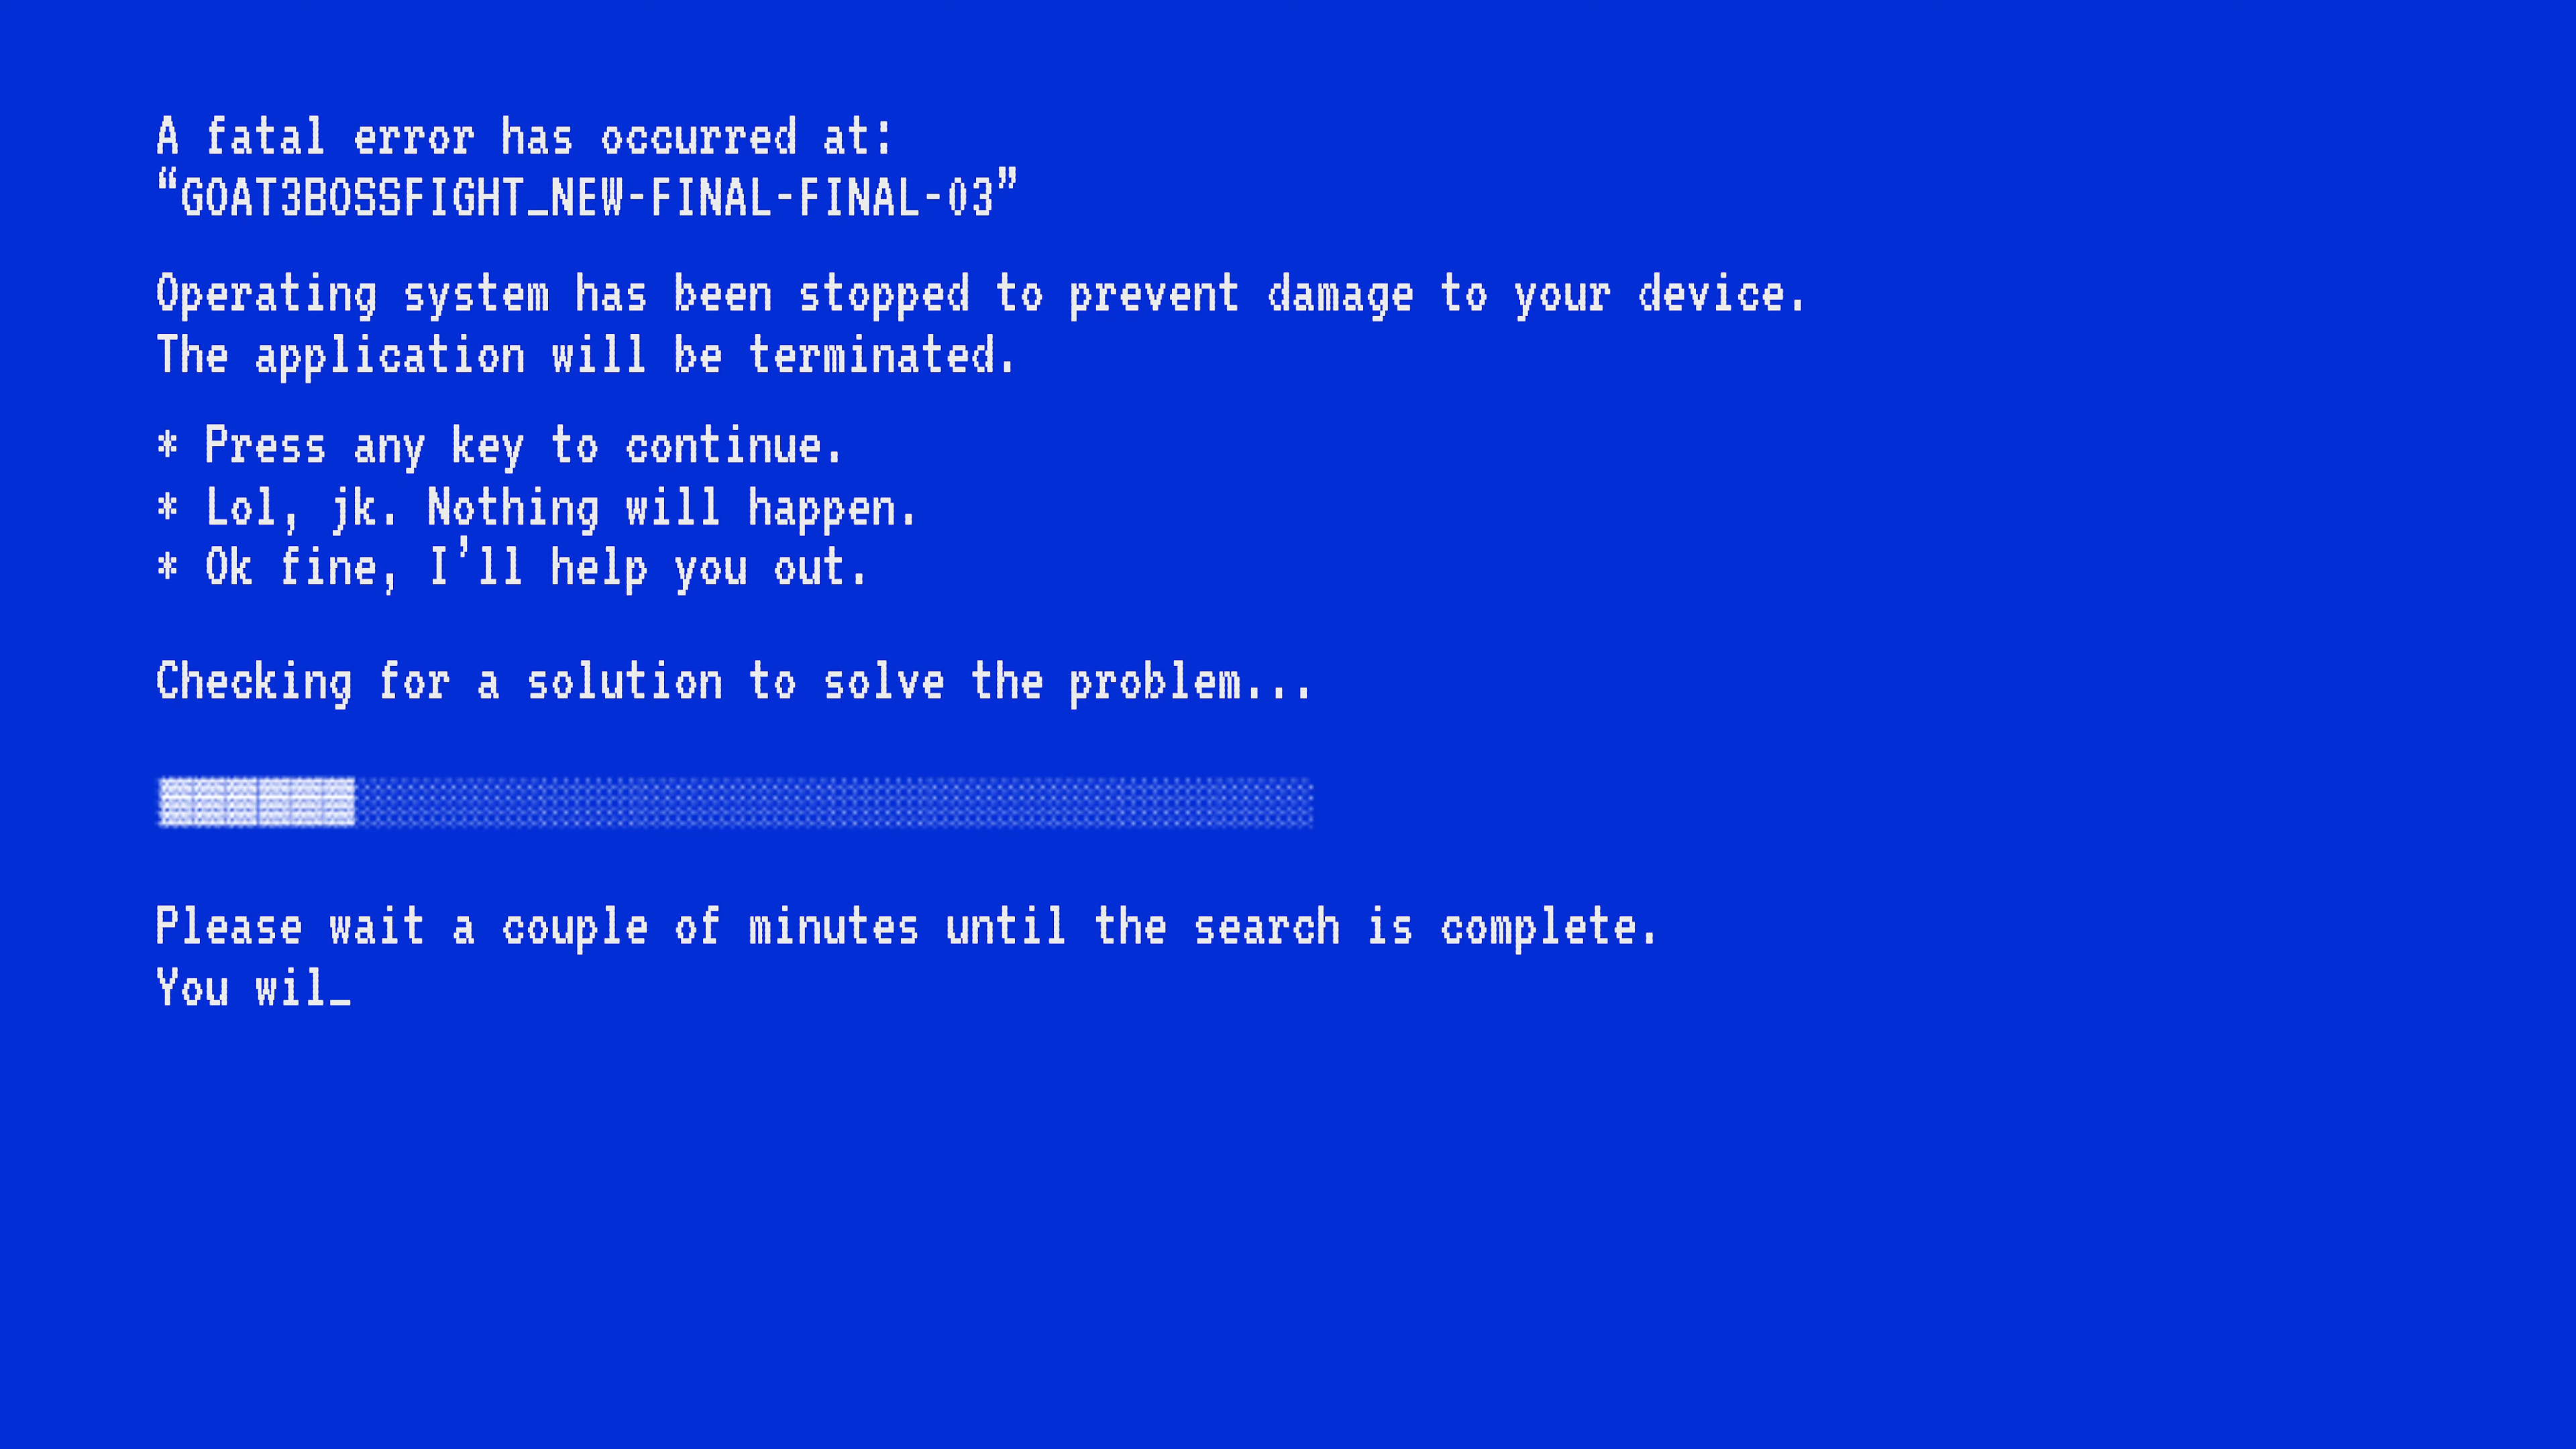 A fatal error has occurred at:
“GOAT3BOSSFIGHT_NEW-FINAL-FINAL-03”
Operating system has been stopped to prevent damage to your device.
The application will be terminated.
* Press any key to continue.
* Lol, jk. Nothing will happen.
* Ok fine, I’ll help you out.
Checking for a solution to solve the problem...
Please wait a couple of minutes until the search is complete.
You wil_